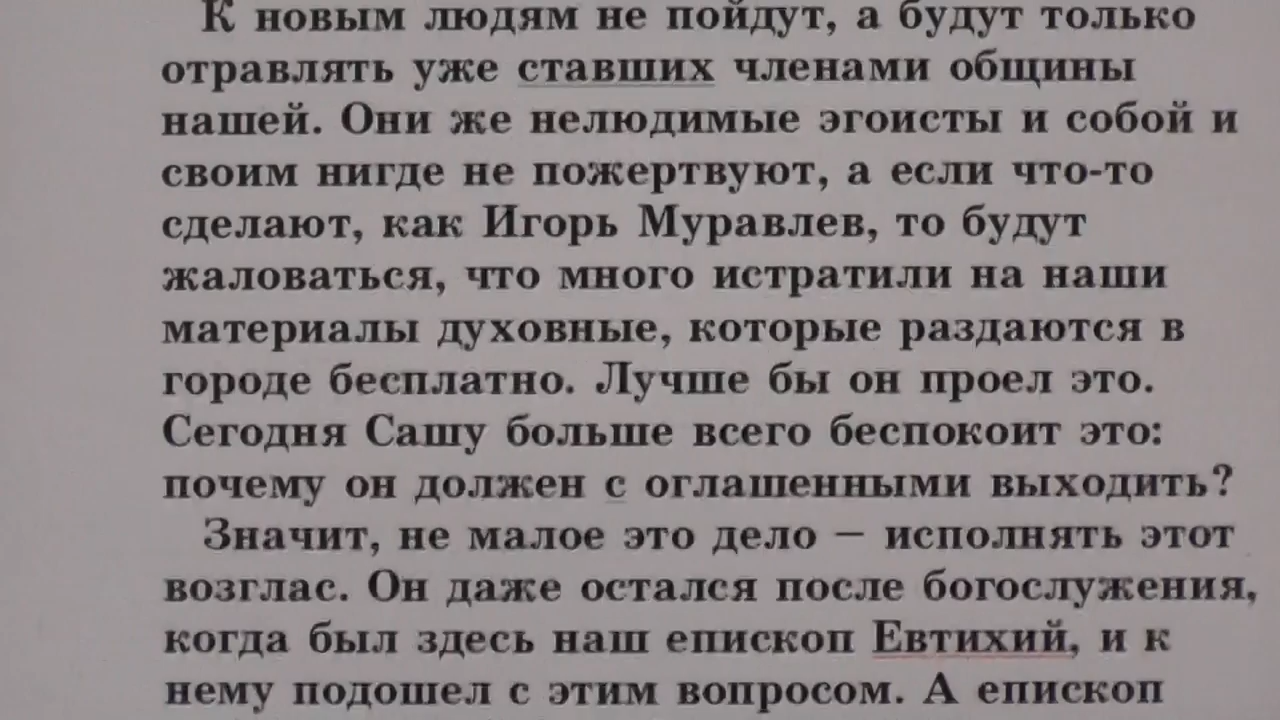 К новым людям не пойдут, а будут только
отравлять уже ставших членами общины
нашей. Они же нелюдимые эгоисты и собой и
своим нигде не пожертвуют, а если что-то
сделают, как Игорь Муравлев, то будут
жаловаться, что много истратили на наши
материалы духовные, которые раздаются в
городе бесплатно. Лучше бы он проел это.
Сегодня Сашу больше всего беспокоит это:
почему он должен с оглашенными выходить?
Значит, не малое это дело – исполнять этот
возглас. Он даже остался после богослужения,
когда был здесь наш епископ Евтихий, и к
нему подошел с этим вопросом. А епископ